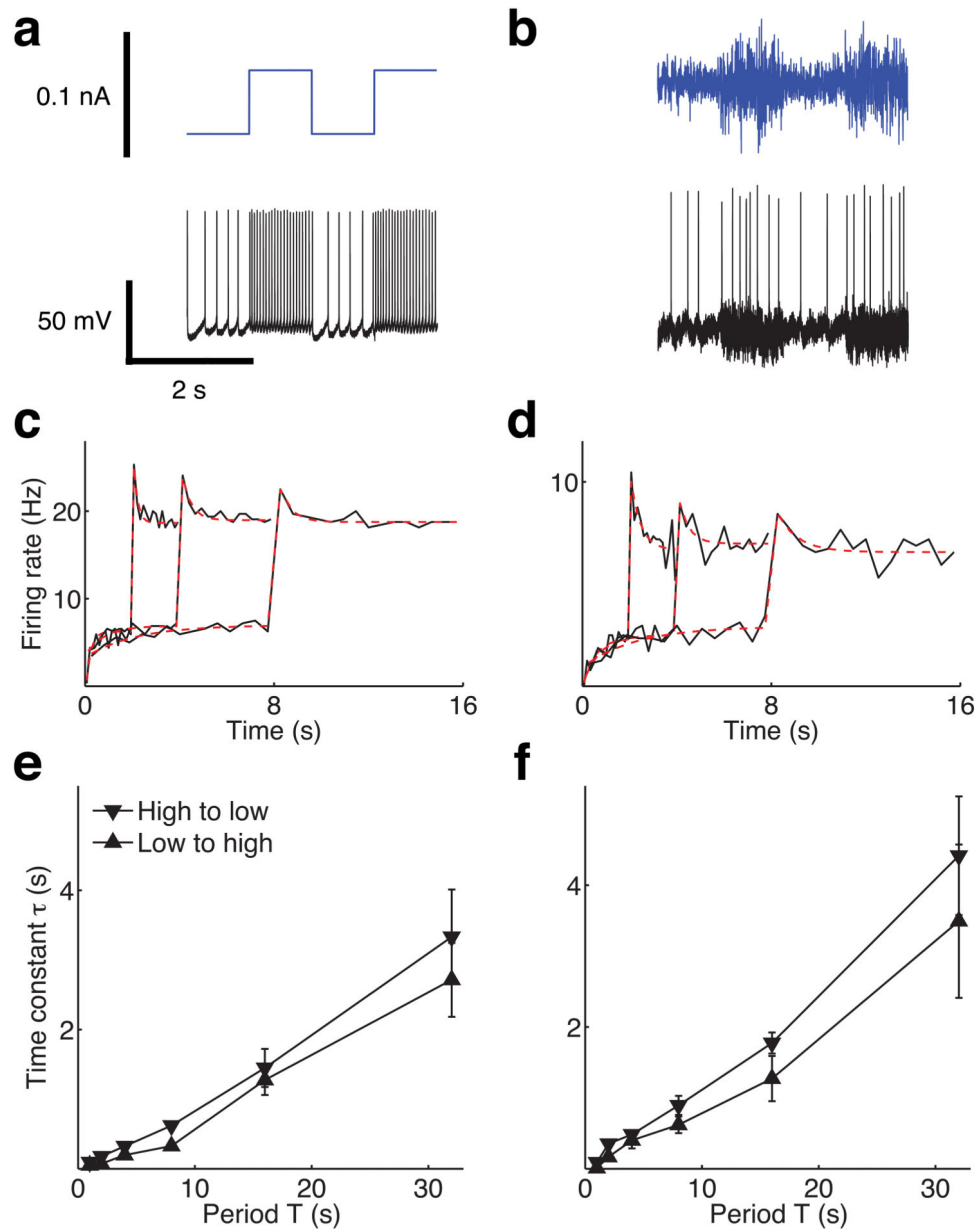 a
b
0.1 nA
50 mV
2 s
c
d
Firing rate (Hz)
20
10
0
8
16
Time (s)
10
0
8
16
Time (s)
e
f
High to low
Low to high
Time constant τ (s)
4
2
0
10
20
30
Period T (s)
4
2
0
10
20
30
Period T (s)